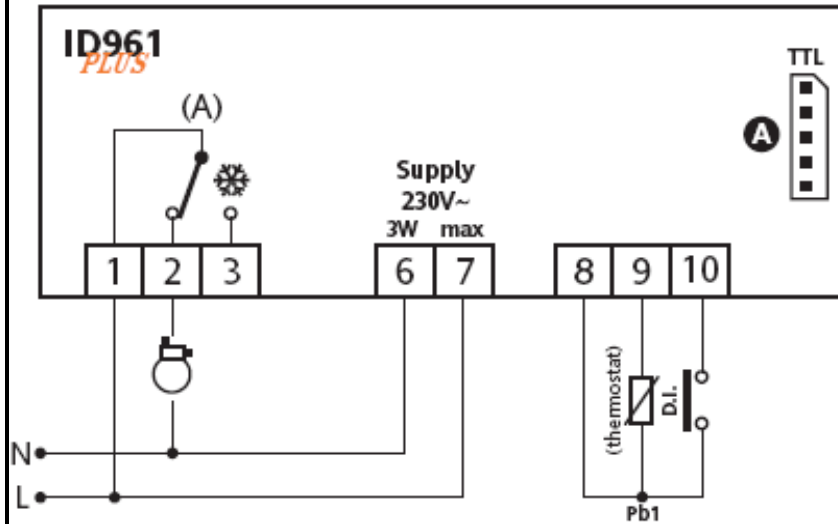 ID961
PLUS
TTL
(A)
A
Supply
230V~
3W max
1 2 3 6 7 8 9 10
(thermostat)
D.I.
N
L
Pb1